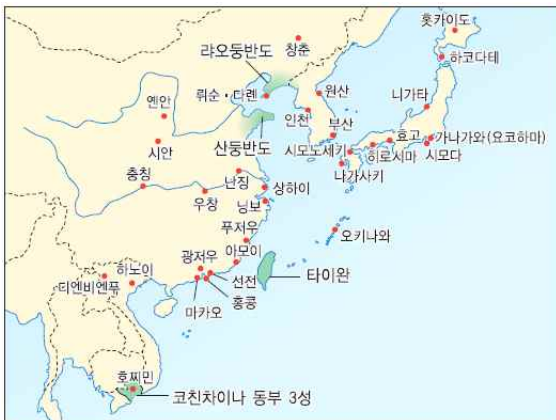 홋카이도
하코다테
창춘
랴오둥반도
뤼순·다롄
원산
니가타
옌안
인천
부산
효고
가나가와(요코하마)
산둥반도
시모노세키
히로시마
시모다
시안
나가사키
충칭
난징
상하이
우창
닝보
푸저우
오키나와
광저우
아모이
하노이
선전
타이완
디엔비엔푸
홍콩
마카오
호찌민
코친차이나 동부 3성